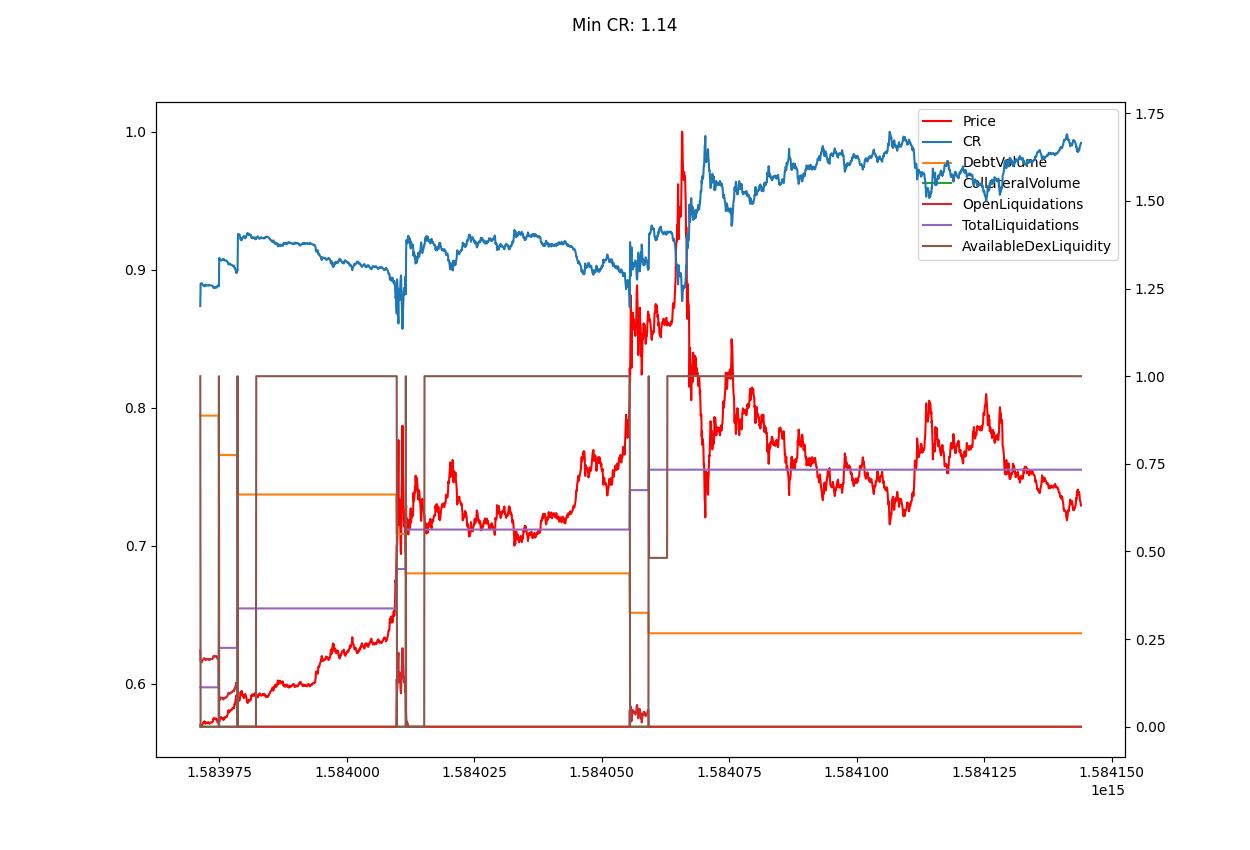 Min CR: 1.14
1.0
0.9
0.8
0.7
0.6
1.75
1.50
1.25
1.00
0.75
0.50
0.25
0.00
Price
CR
DebtVolume
CollateralVolume
OpenLiquidations
TotalLiquidations
AvailableDexLiquidity
1.583975 1.584000 1.584025 1.584050 1.584075 1.584100 1.584125 1.584150
1e15